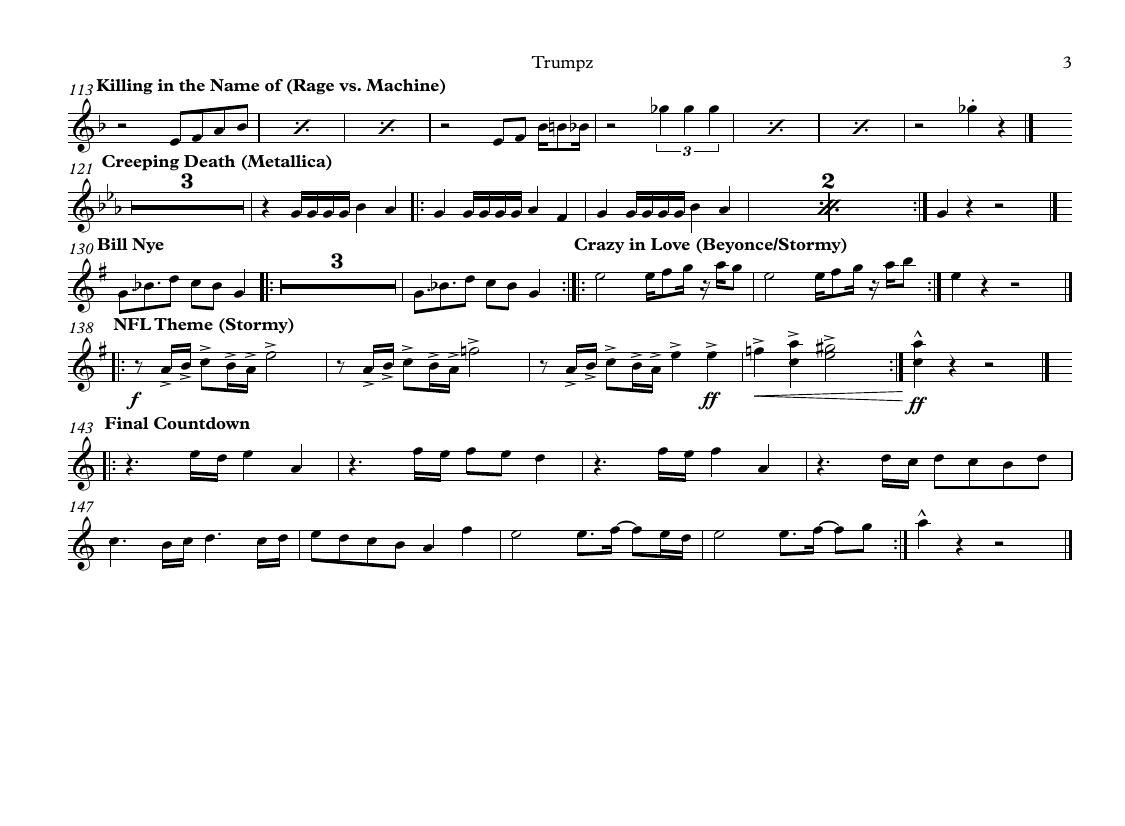 Trumpz 3
113 Killing in the Name of (Rage vs. Machine)
3
121 Creeping Death (Metallica)
3 2
130 Bill Nye Crazy in Love (Beyonce/Stormy)
3
138 NFL Theme (Stormy)
f ff ff
143 Final Countdown
147